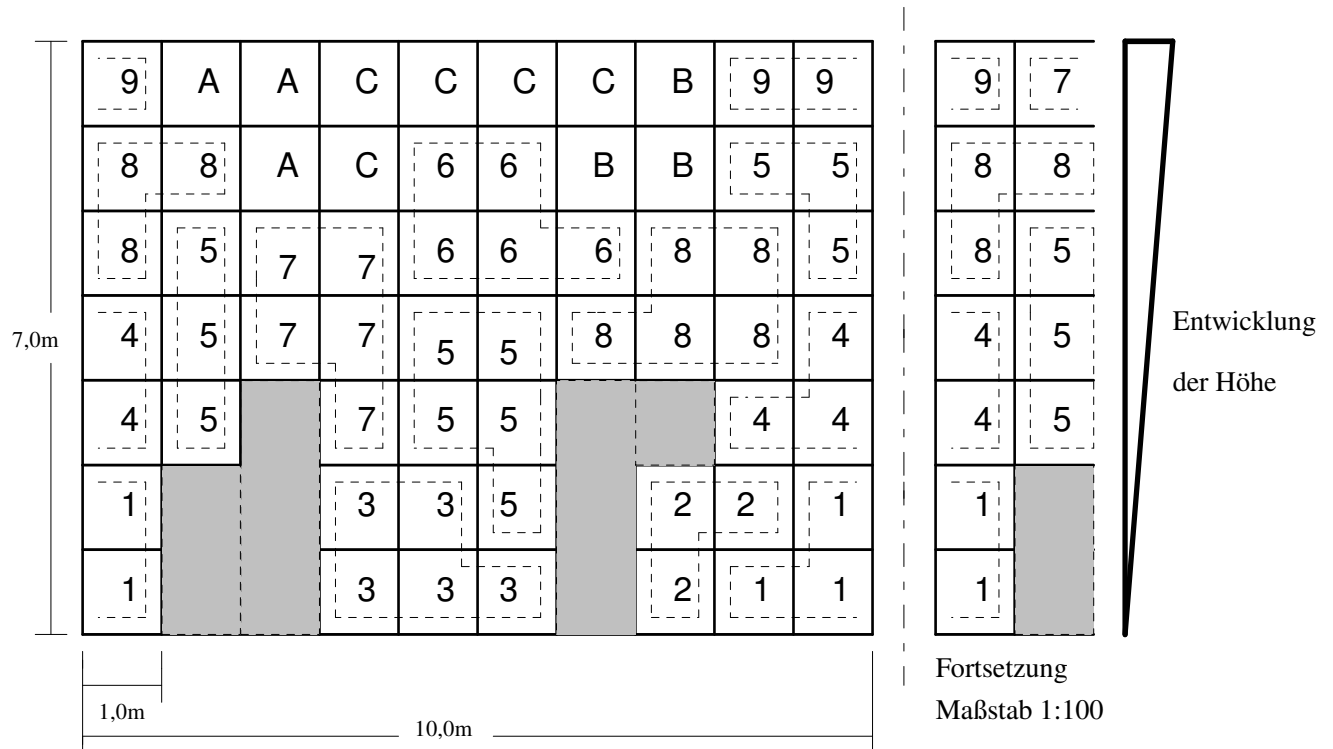 9 A A C C C C B 9 9 9 7
8 8 A C 6 6 B B 5 5 8 8
8 5 7 7 6 6 6 8 8 5 8 5
7,0m 4 5 7 7 5 5 8 8 8 4 4 5 Entwicklung
4 5 7 5 5 4 4 4 5 der Höhe
1 3 3 5 2 2 1 1
1 3 3 3 2 1 1 1
Fortsetzung
1,0m Maßstab 1:100
10,0m